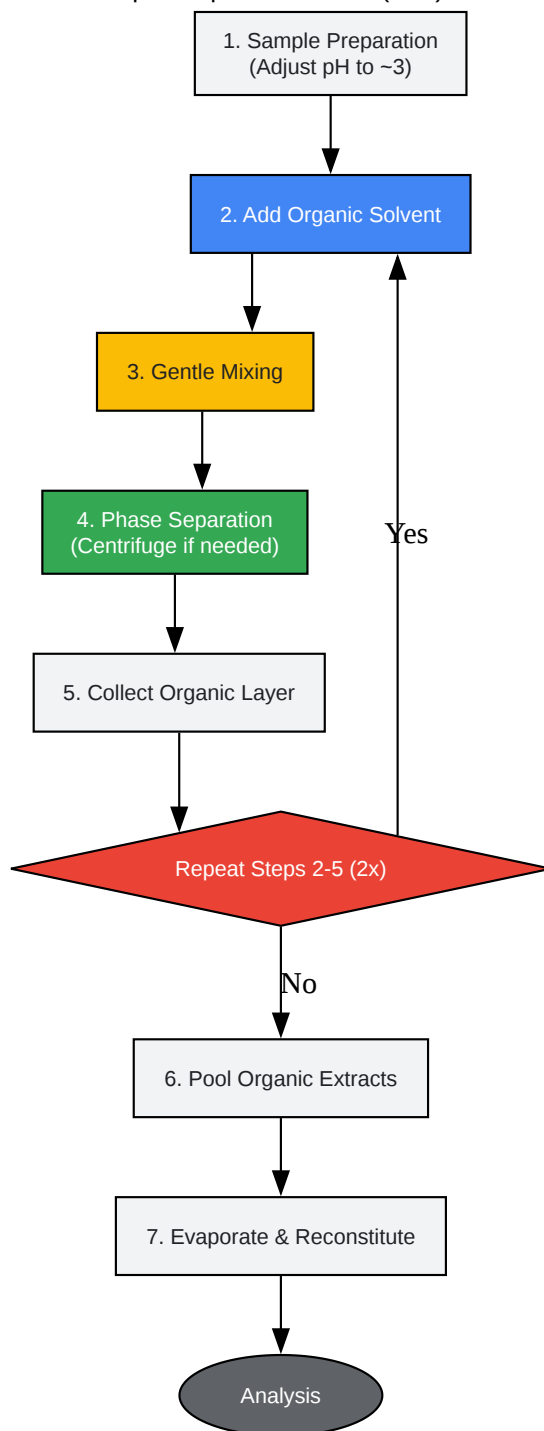 1. Sample Preparation
(Adjust pH to ~3)
2. Add Organic Solvent
3. Gentle Mixing
4. Phase Separation
(Centrifuge if needed)
Yes
5. Collect Organic Layer
Repeat Steps 2-5 (2x)
No
6. Pool Organic Extracts
7. Evaporate & Reconstitute
Analysis